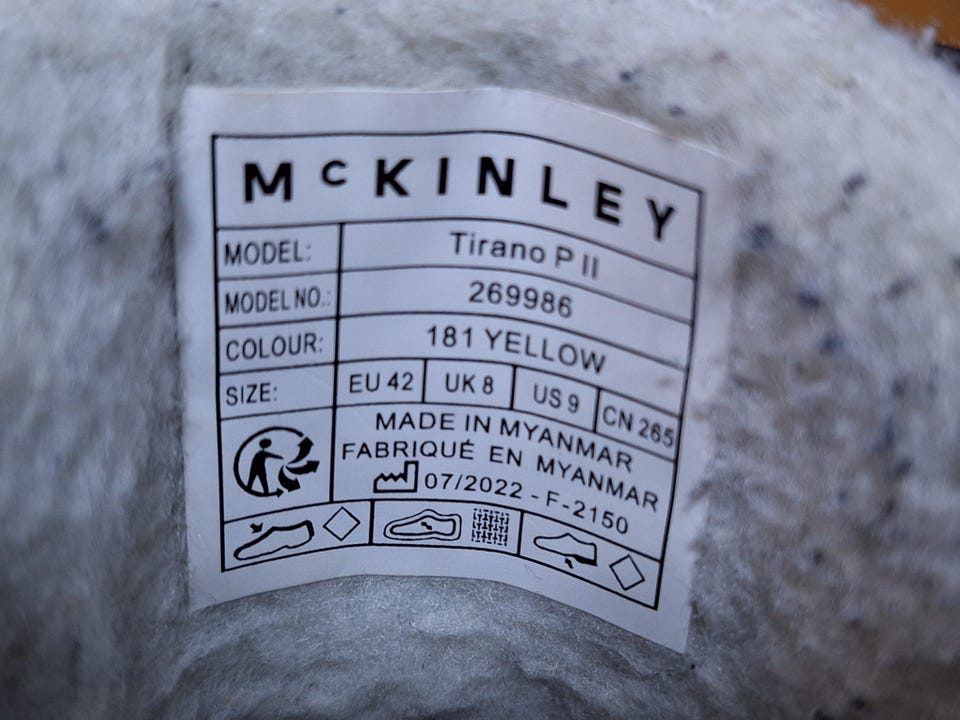 McKINLEY
MODEL: Tirano P II
MODEL NO.: 269986
COLOUR: 181 YELLOW
SIZE: EU 42 UK 8 US 9 CN 265
MADE IN MYANMAR
FABRIQUÉ EN MYANMAR
07/2022 - F-2150